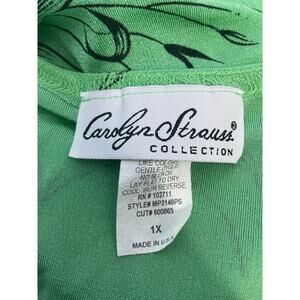 Carolyn Strauss®
COLLECTION
LIKE COLORS
GENTLE CYCLE
NO BLEACH
LAY FLAT TO DRY
COOL IRON REVERSE
RN # 102711
STYLE# MP2148PS
CUT# 600865
1X
MADE IN U.S.A